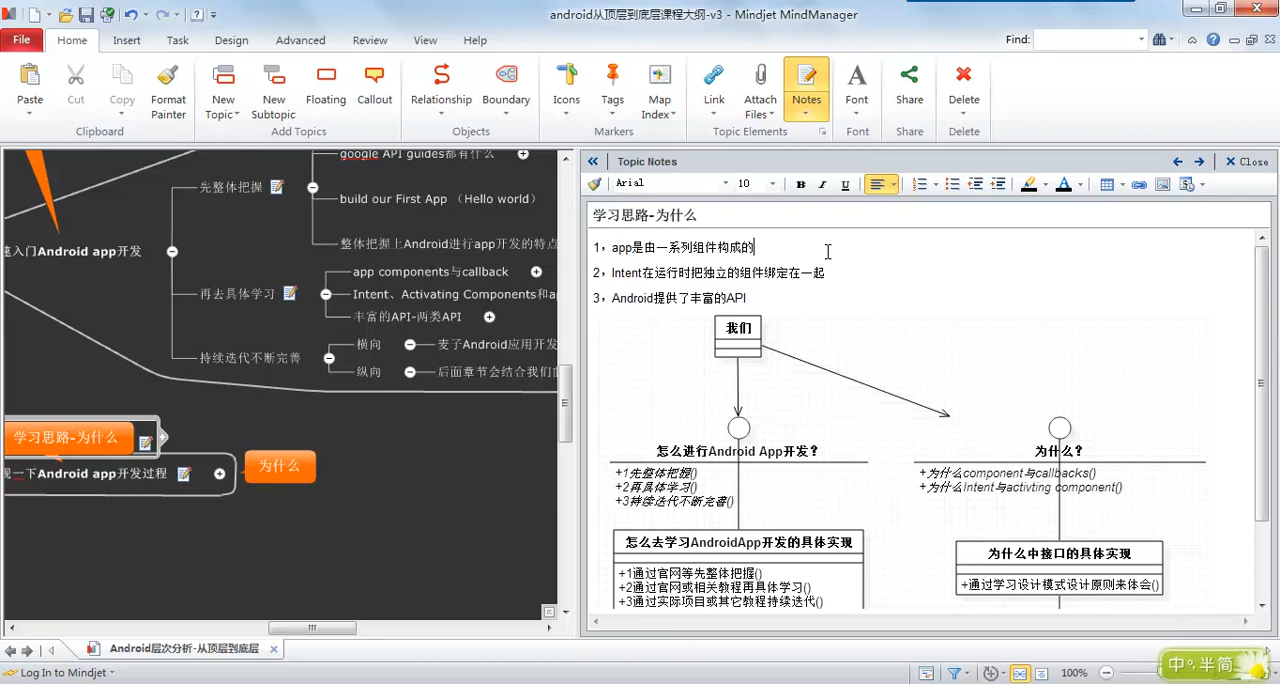 android从顶层到底层课程大纲-v3 - Mindjet MindManager
File Home Insert Task Design Advanced Review View Help Find:
Paste Cut Copy Format Painter
New Topic New Subtopic Floating Callout
Relationship Boundary
Icons Tags Map Index
Link Attach Files Notes
Font Share Delete
Clipboard Add Topics Objects Markers Topic Elements Font Share Delete
google API guides都有什么
先整体把握
build our First App （Hello world）
整体把握上Android进行app开发的特点
速入门Android app开发
app components与callback
再去具体学习
Intent、Activating Components和ap
丰富的API-两类API
横向 麦子Android应用开发
持续迭代不断完善
纵向 后面章节会结合我们自
学习思路-为什么
现一下Android app开发过程
为什么
Topic Notes Close
Arial 10 B I U A
学习思路-为什么
1，app是由一系列组件构成的
2，Intent在运行时把独立的组件绑定在一起
3，Android提供了丰富的API
我们
怎么进行Android App开发？
+1先整体把握()
+2再具体学习()
+3持续迭代不断完善()
为什么？
+为什么component与callbacks()
+为什么Intent与activting component()
怎么去学习AndroidApp开发的具体实现
+1通过官网等先整体把握()
+2通过官网或相关教程再具体学习()
+3通过实际项目或其它教程持续迭代()
为什么中接口的具体实现
+通过学习设计模式设计原则来体会()
Android层次分析-从顶层到底层
Log In to Mindjet
100%
中 半简